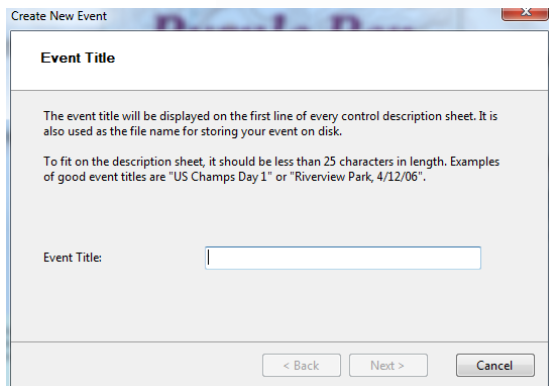 Create New Event
Event Title
The event title will be displayed on the first line of every control description sheet. It is
also used as the file name for storing your event on disk.
To fit on the description sheet, it should be less than 25 characters in length. Examples
of good event titles are "US Champs Day 1" or "Riverview Park, 4/12/06".
Event Title:
< Back
Next >
Cancel